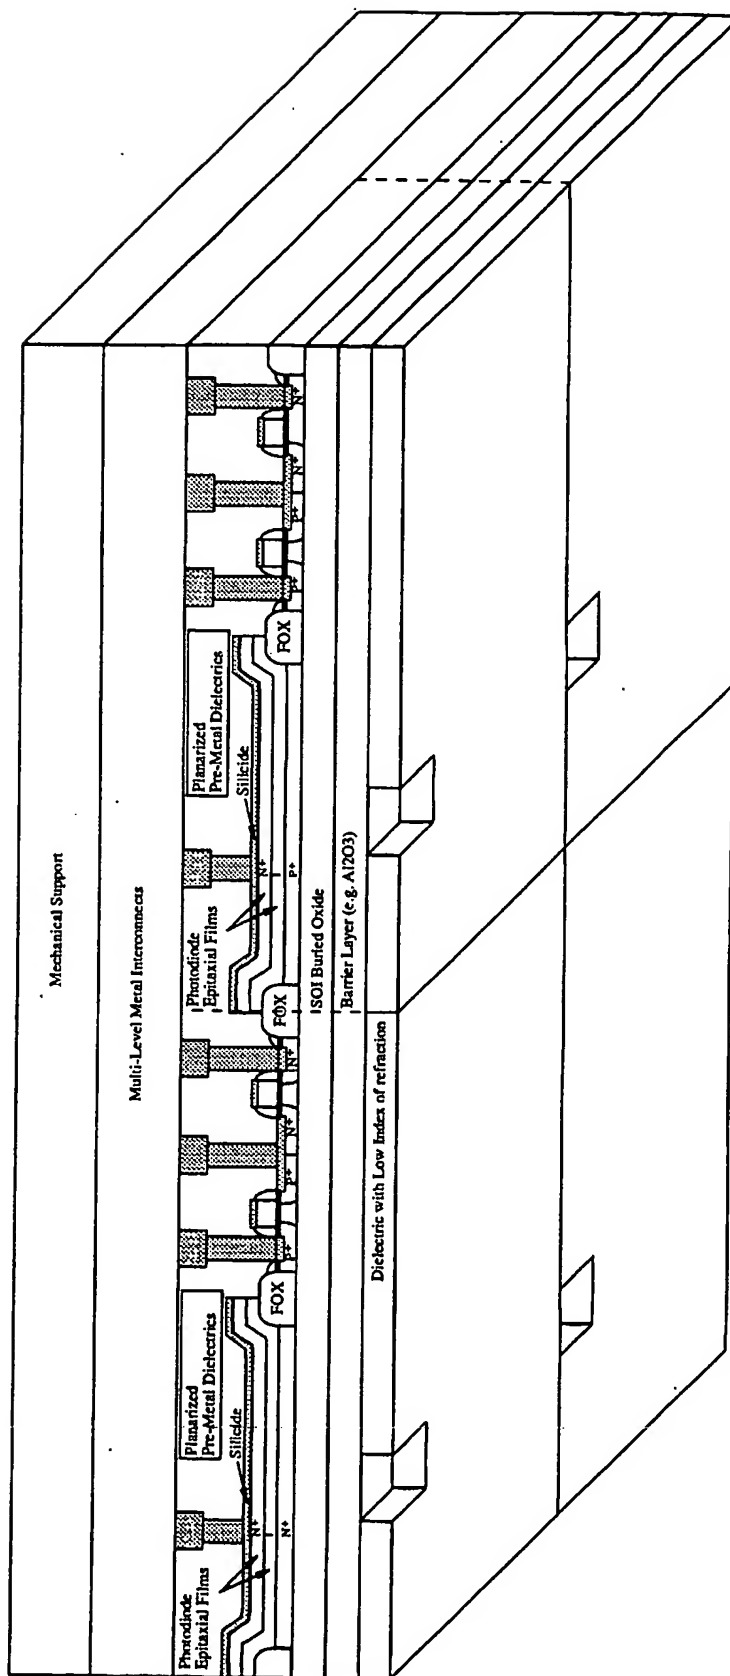 Mechanical Support
Multi-Level Metal Interconnects
Photodiode
Epitaxial Films
Planarized
Pre-Metal Dielectrics
Silicide
N+
N+
FOX
P+
P+
N+
N+
FOX
Photodiode
Epitaxial Films
Planarized
Pre-Metal Dielectrics
Silicide
N+
P+
FOX
P+
P+
N+
N+
SOI Buried Oxide
Barrier Layer (e.g. Al2O3)
Dielectric with Low Index of refraction